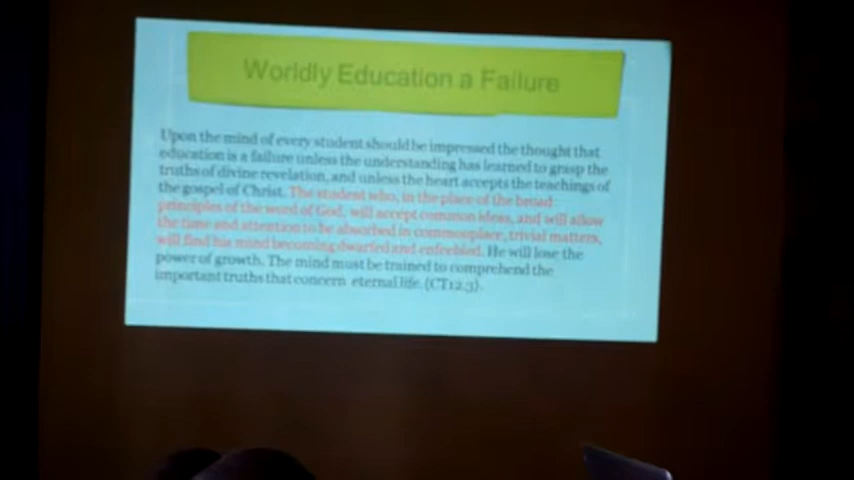 Worldly Education a Failure
Upon the mind of every student should be impressed the thought that
education is a failure unless the understanding has learned to grasp the
truths of divine revelation, and unless the heart accepts the teachings of
the gospel of Christ. The student who, in the place of the broad
principles of the word of God, will accept common ideas, and will allow
the time and attention to be absorbed in commonplace, trivial matters,
will find his mind becoming dwarfed and enfeebled. He will lose the
power of growth. The mind must be trained to comprehend the
important truths that concern eternal life. (CT12.3).